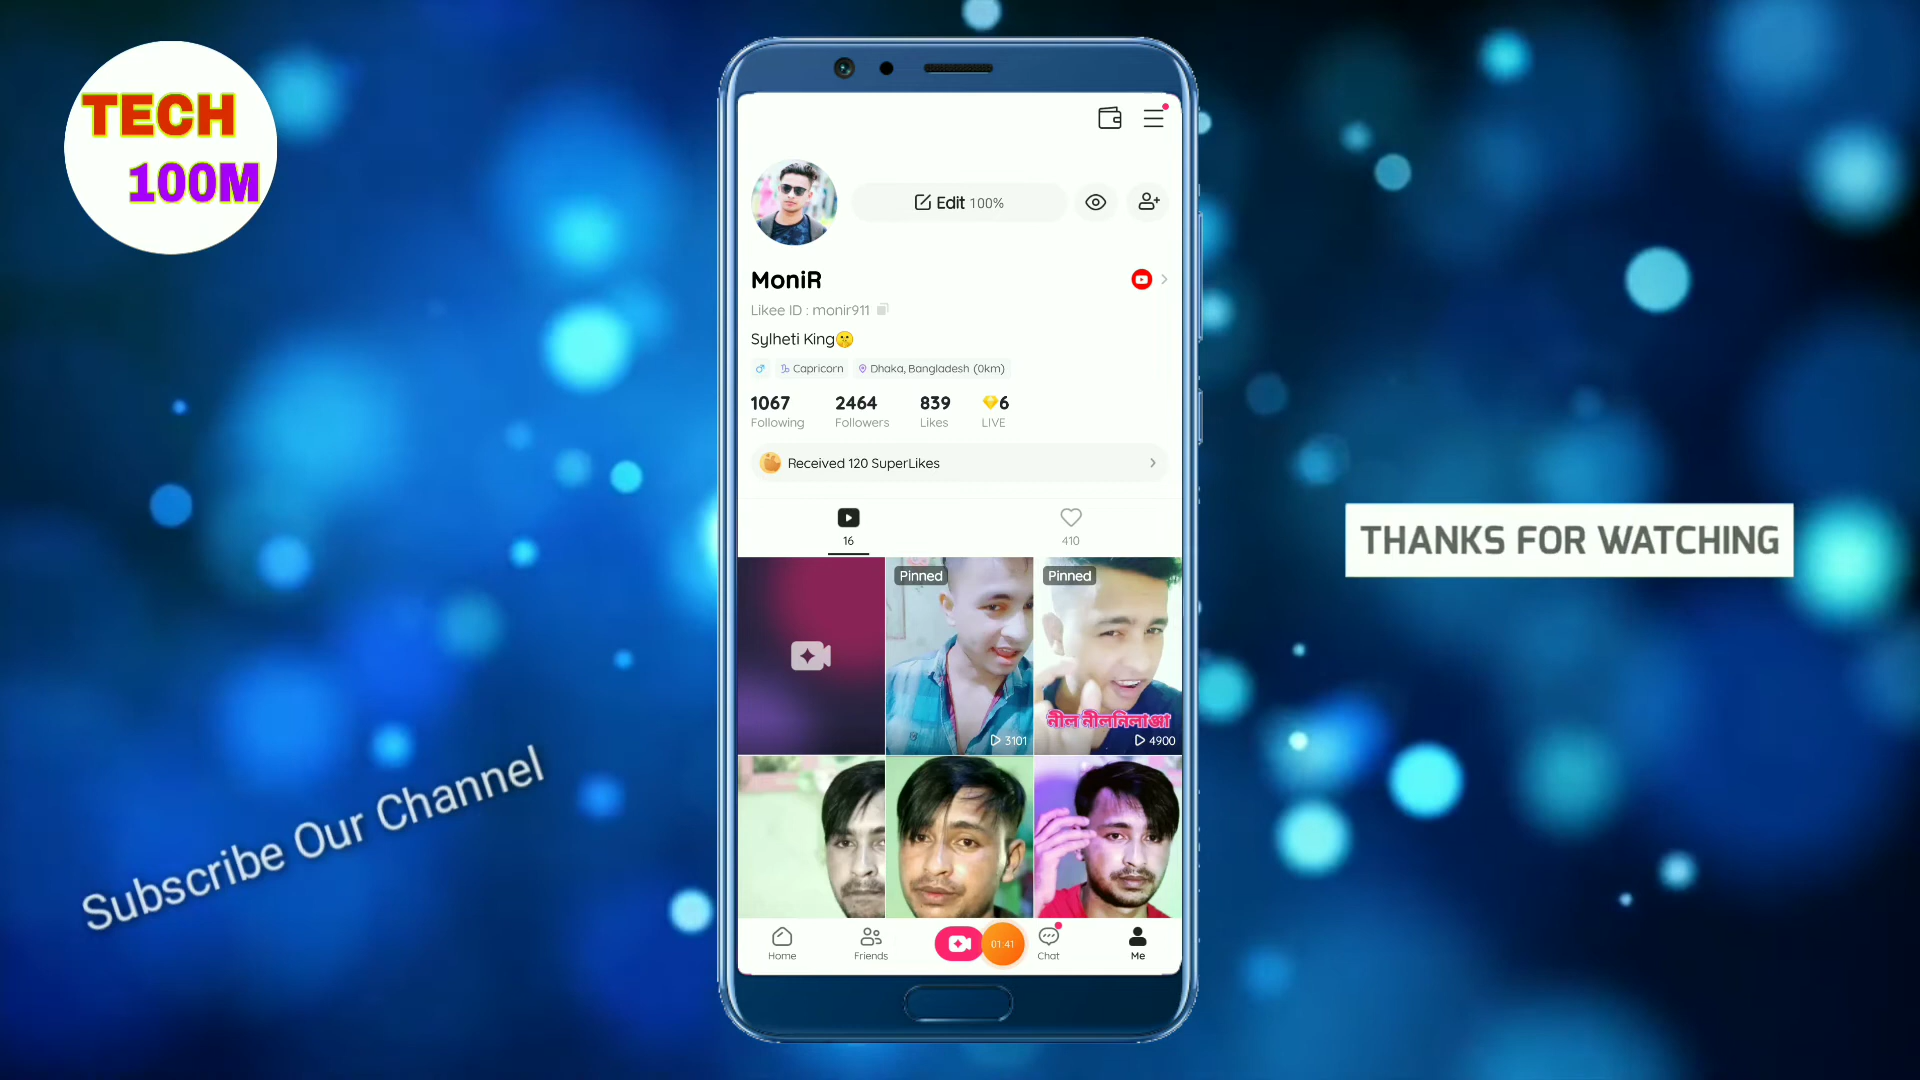 TECH
100M
Edit 100%
MoniR
Likee ID : monir911
Sylheti King🤫
Capricorn
Dhaka, Bangladesh (0km)
1067
Following
2464
Followers
839
Likes
6
LIVE
Received 120 SuperLikes
16
410
Pinned
Pinned
নীল নীলনিলাঞ্জা
3101
4900
Home
Friends
01:41
Chat
Me
THANKS FOR WATCHING
Subscribe Our Channel